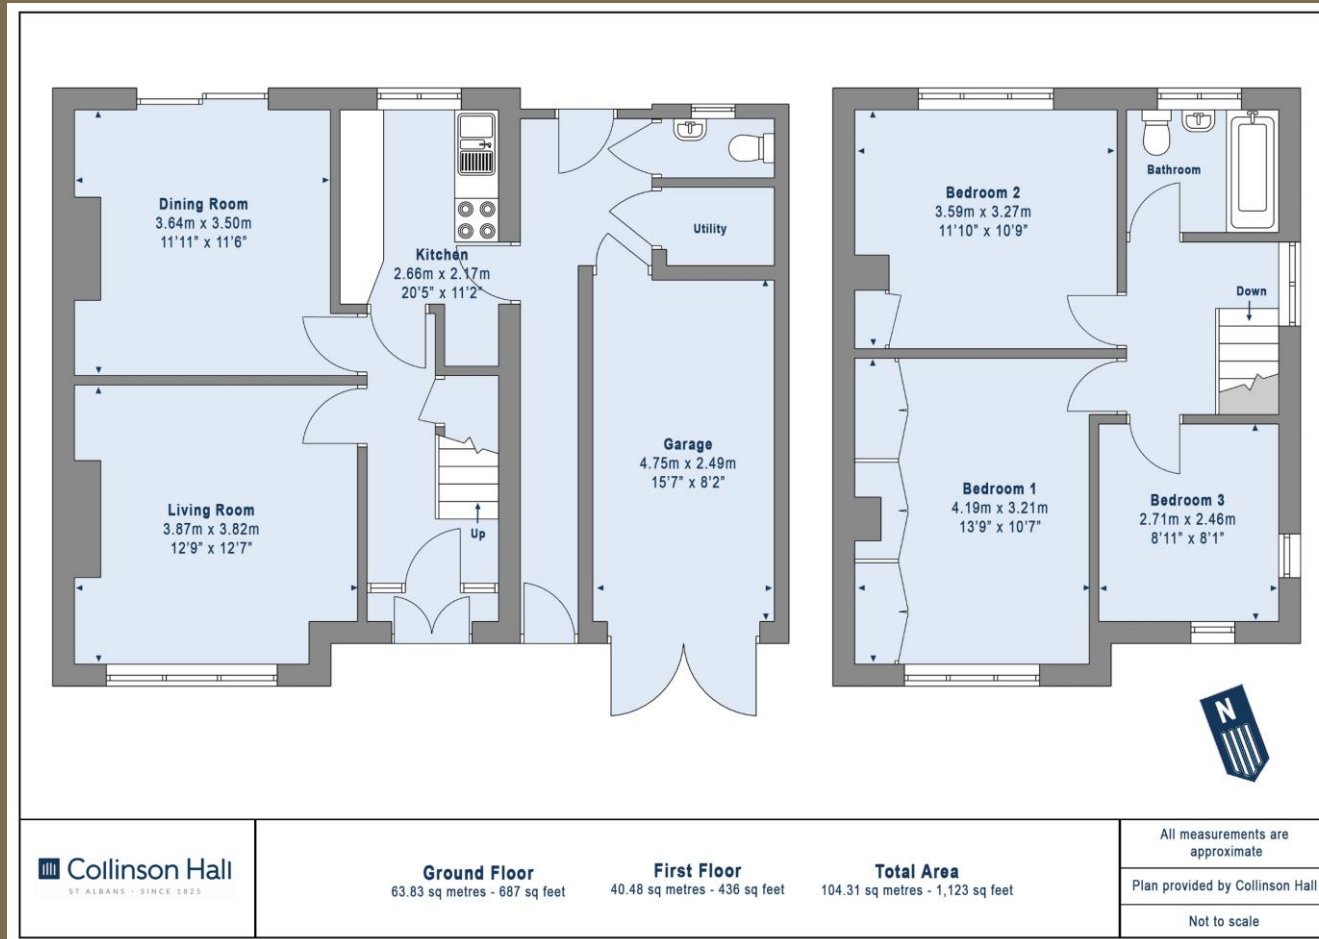 Dining Room
3.64m x 3.50m
11'11" x 11'6"
Kitchen
2.66m x 2.17m
20'5" x 11'2"
Utility
Living Room
3.87m x 3.82m
12'9" x 12'7"
Up
Garage
4.75m x 2.49m
15'7" x 8'2"
Bedroom 2
3.59m x 3.27m
11'10" x 10'9"
Bathroom
Down
Bedroom 1
4.19m x 3.21m
13'9" x 10'7"
Bedroom 3
2.71m x 2.46m
8'11" x 8'1"
N
Collinson Hall
ST ALBANS - SINCE 1825
Ground Floor
63.83 sq metres - 687 sq feet
First Floor
40.48 sq metres - 436 sq feet
Total Area
104.31 sq metres - 1,123 sq feet
All measurements are
approximate
Plan provided by Collinson Hall
Not to scale